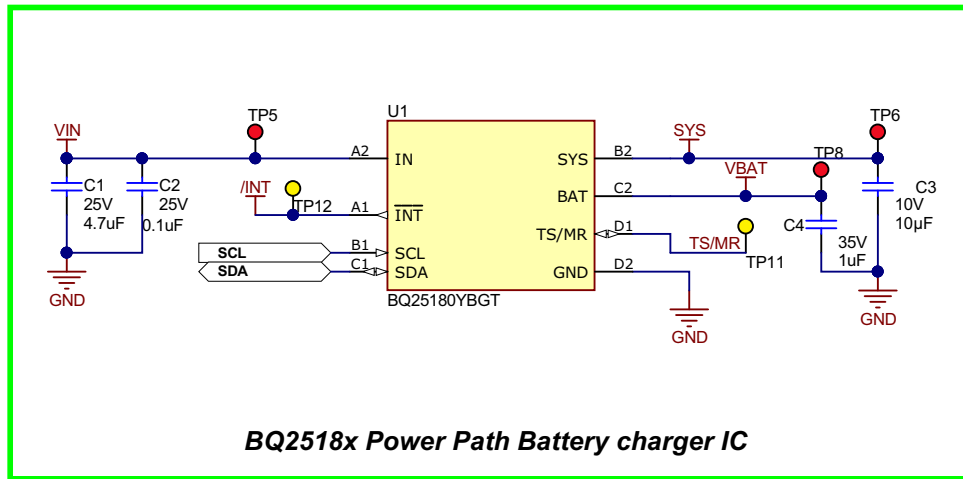 U1
TP5
TP6
VIN
SYS
TP8
VBAT
A2
IN
SYS
B2
C1
25V
4.7uF
C2
25V
0.1uF
/INT
TP12
A1
INT
BAT
C2
C3
10V
10µF
C4
35V
1uF
TS/MR
D1
TS/MR
TP11
SCL
B1
SCL
SDA
C1
SDA
GND
D2
BQ25180YBGT
GND
GND
GND
BQ2518x Power Path Battery charger IC